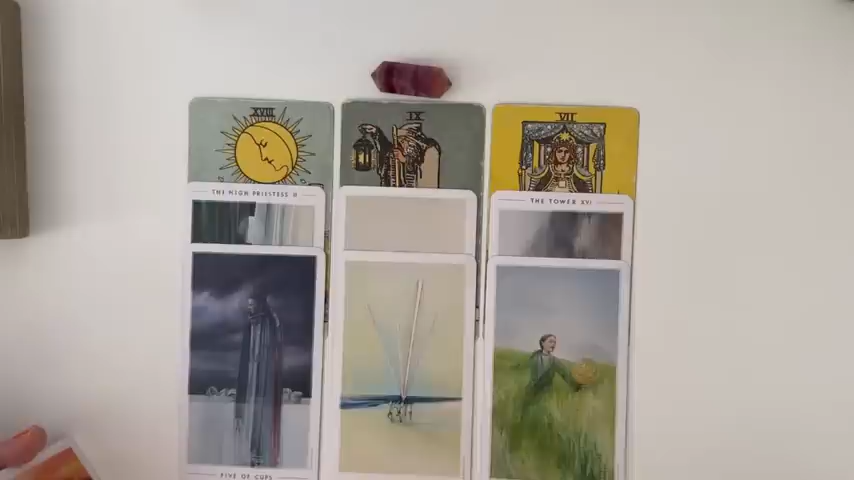 XVIII
IX
VII
THE HIGH PRIESTESS II
THE TOWER XVI
FIVE OF CUPS